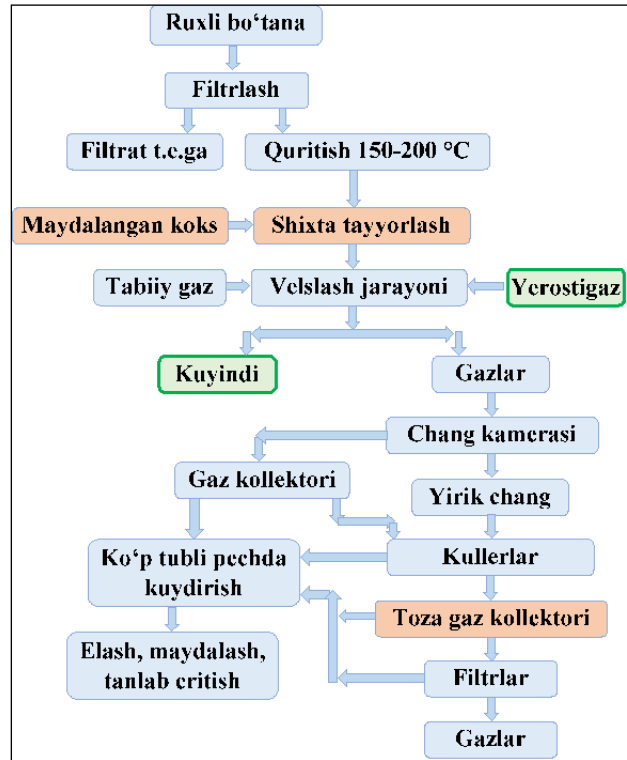 Ruxli bo‘tana
Filtrlash
Filtrat t.e.ga
Quritish 150-200 °C
Maydalangan koks
Shixta tayyorlash
Tabiiy gaz
Velslash jarayoni
Yerostigaz
Kuyindi
Gazlar
Chang kamerasi
Gaz kollektori
Yirik chang
Ko‘p tubli pechda
kuydirish
Kullerlar
Toza gaz kollektori
Elash, maydalash,
tanlab eritish
Filtrlar
Gazlar